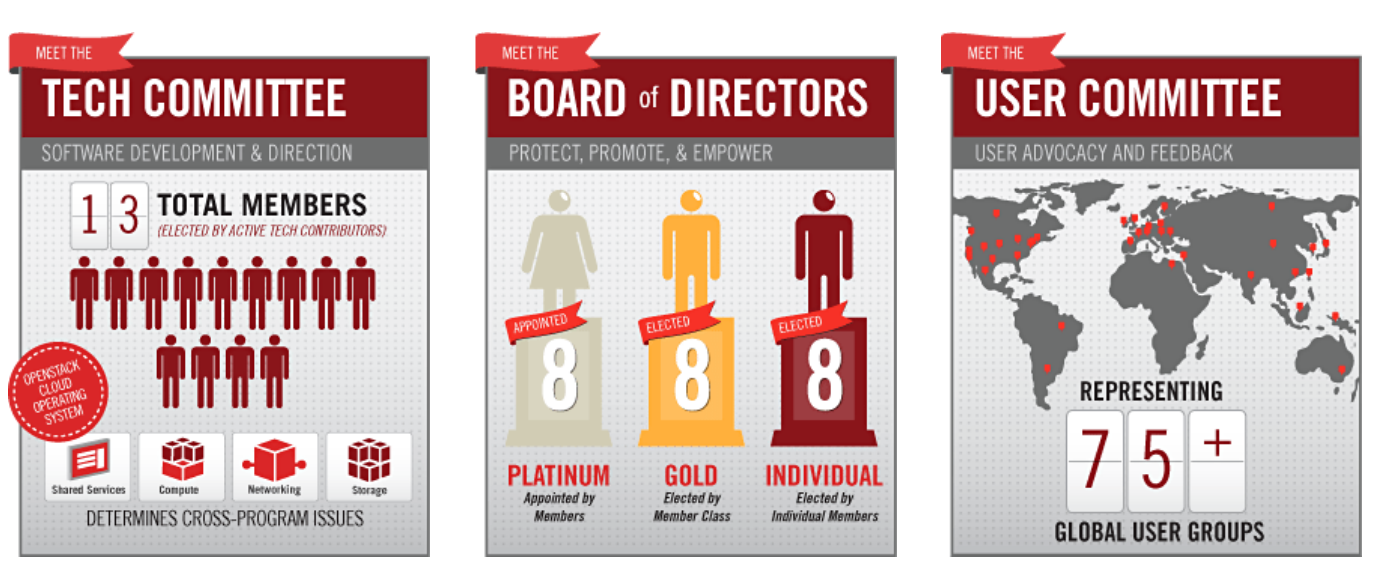 MEET THE
TECH COMMITTEE
SOFTWARE DEVELOPMENT & DIRECTION
1 3
TOTAL MEMBERS
(ELECTED BY ACTIVE TECH CONTRIBUTORS)
OPENSTACK
CLOUD
OPERATING
SYSTEM
Shared Services
Compute
Networking
Storage
DETERMINES CROSS-PROGRAM ISSUES
MEET THE
BOARD of DIRECTORS
PROTECT, PROMOTE, & EMPOWER
APPOINTED
8
PLATINUM
Appointed by
Members
ELECTED
8
GOLD
Elected by
Member Class
ELECTED
8
INDIVIDUAL
Elected by
Individual Members
MEET THE
USER COMMITTEE
USER ADVOCACY AND FEEDBACK
REPRESENTING
7 5 +
GLOBAL USER GROUPS